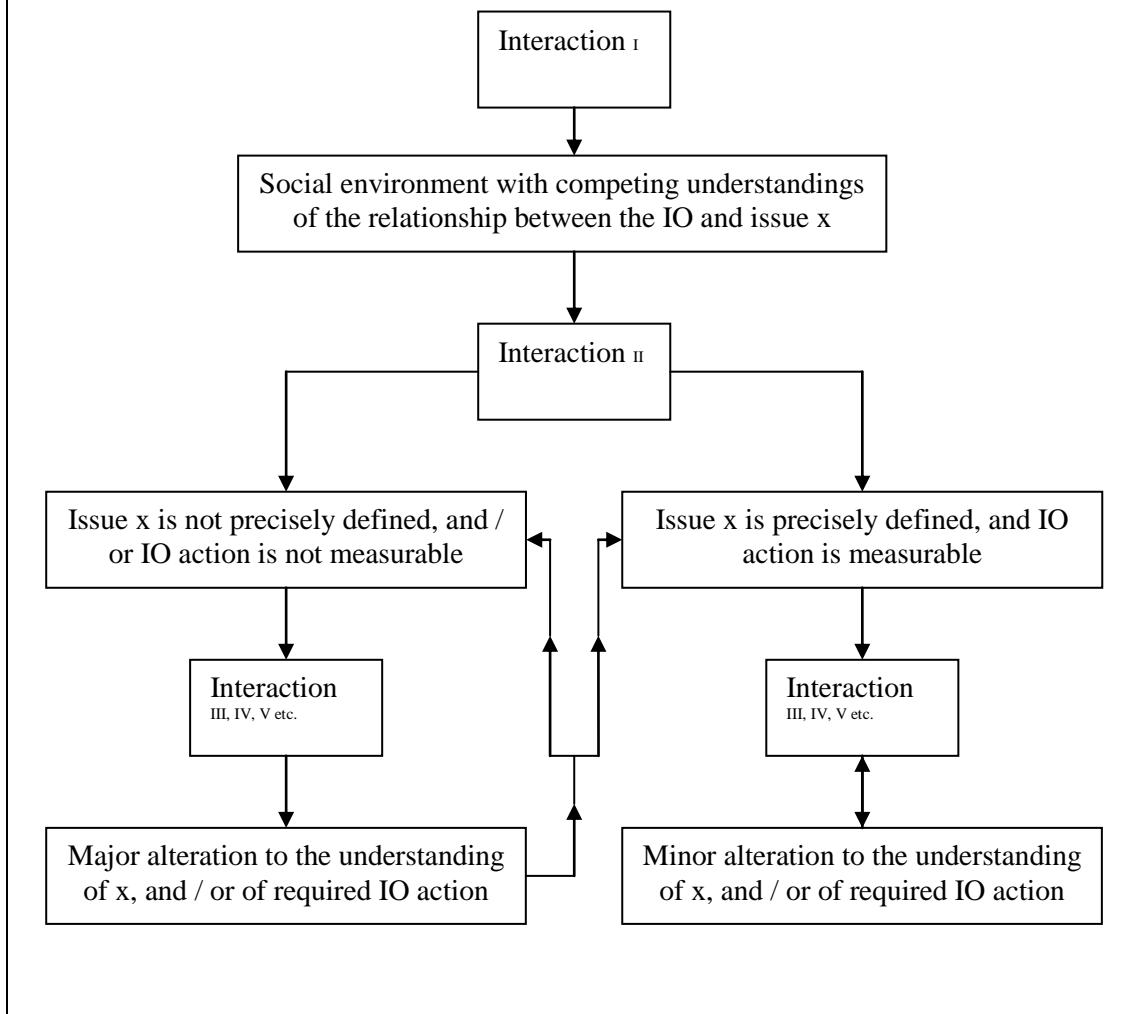 Interaction I
Social environment with competing understandings
of the relationship between the IO and issue x
Interaction II
Issue x is not precisely defined, and /
or IO action is not measurable
Issue x is precisely defined, and IO
action is measurable
Interaction
III, IV, V etc.
Interaction
III, IV, V etc.
Major alteration to the understanding
of x, and / or of required IO action
Minor alteration to the understanding
of x, and / or of required IO action